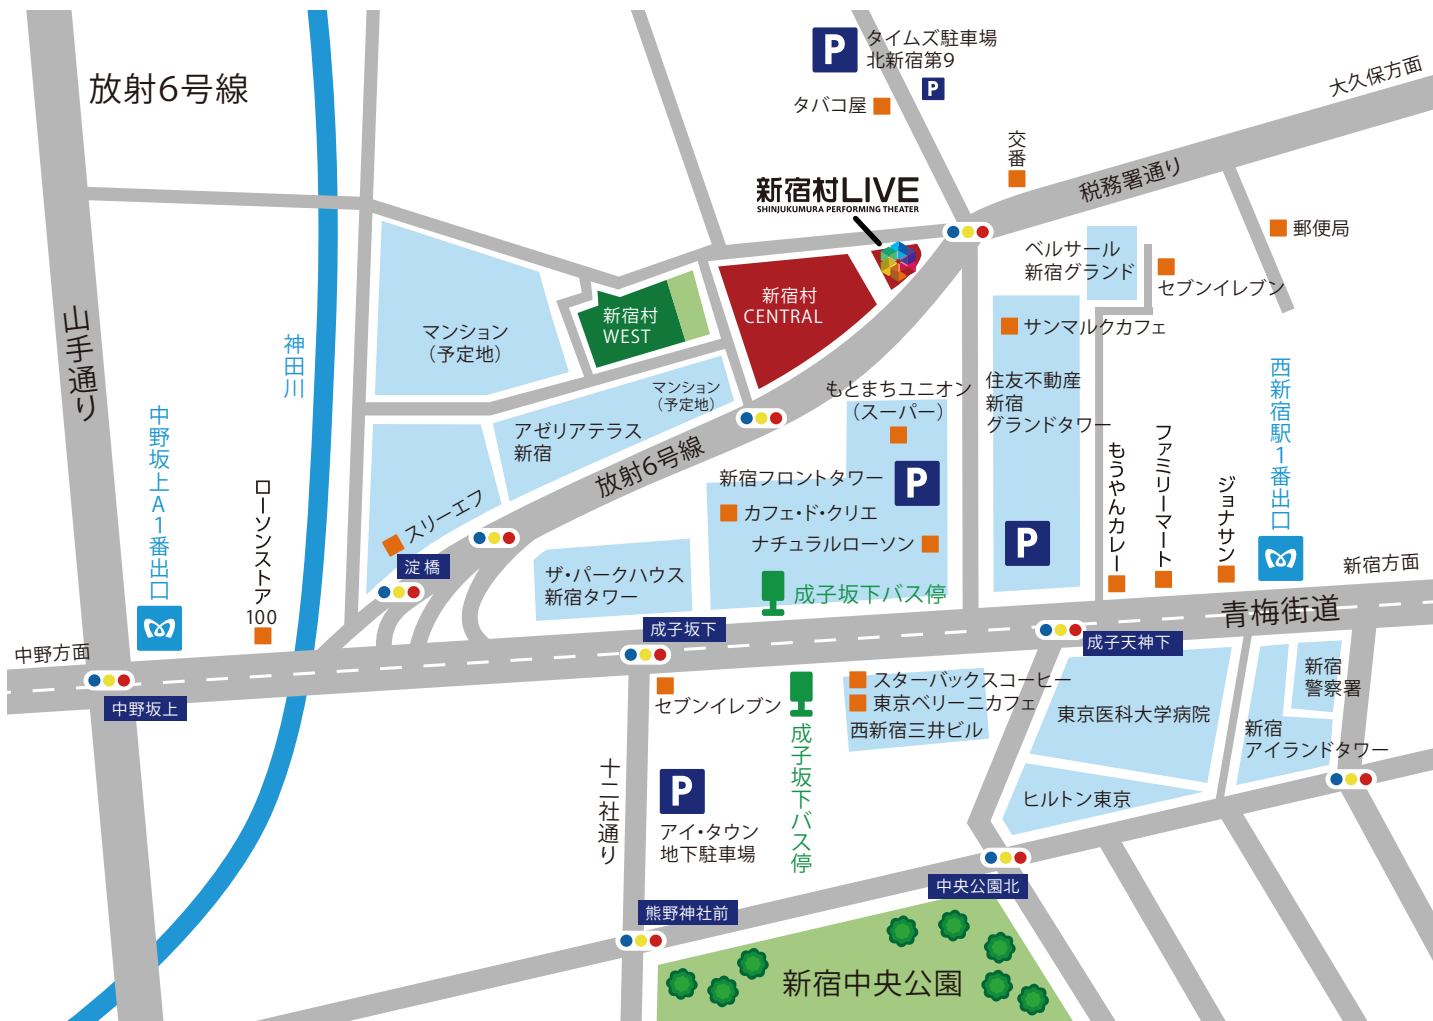 放射6号線
タイムズ駐車場
北新宿第9
P
P
タバコ屋
大久保方面
交番
税務署通り
新宿村LIVE
SHINJUKUMURA PERFORMING THEATER
郵便局
ベルサール
新宿グランド
セブンイレブン
新宿村
CENTRAL
新宿村
WEST
サンマルクカフェ
マンション
(予定地)
山手通り
神田川
マンション
(予定地)
もとまちユニオン
(スーパー)
住友不動産
新宿
グランドタワー
西新宿駅1番出口
中野坂上A1番出口
アゼリアテラス
新宿
放射6号線
ファミリーマート
もうやんカレー
ジョナサン
ローソンストア
100
新宿フロントタワー
P
カフェ・ド・クリエ
ナチュラルローソン
P
スリーエフ
淀橋
ザ・パークハウス
新宿タワー
成子坂下バス停
新宿方面
青梅街道
成子坂下
成子天神下
中野方面
中野坂上
セブンイレブン
スターバックスコーヒー
東京ベリーニカフェ
西新宿三井ビル
東京医科大学病院
新宿
警察署
新宿
アイランドタワー
成子坂下バス停
十二社通り
P
アイ・タウン
地下駐車場
ヒルトン東京
中央公園北
熊野神社前
新宿中央公園